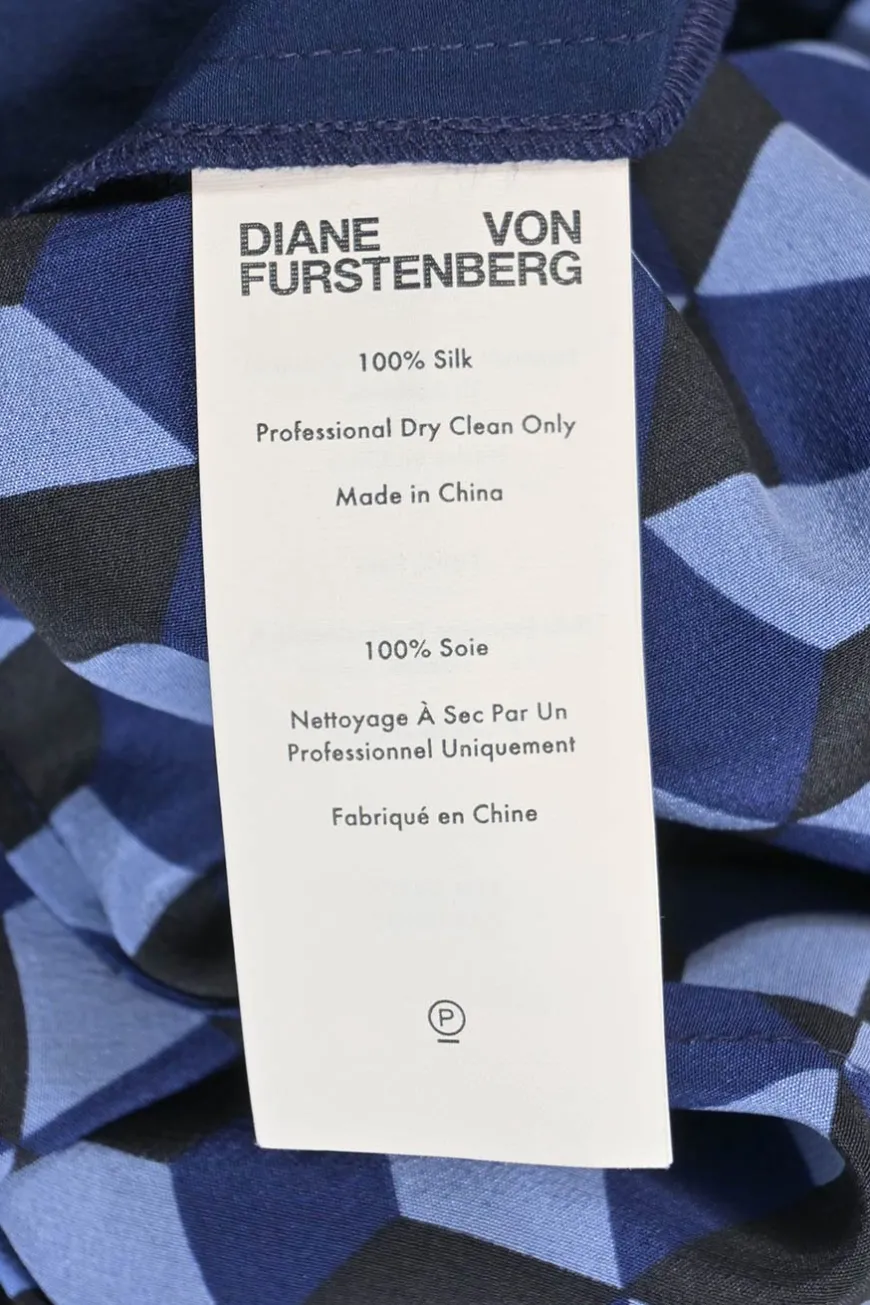 DIANE VON
FURSTENBERG
100% Silk
Professional Dry Clean Only
Made in China
100% Soie
Nettoyage À Sec Par Un
Professionnel Uniquement
Fabriqué en Chine
P